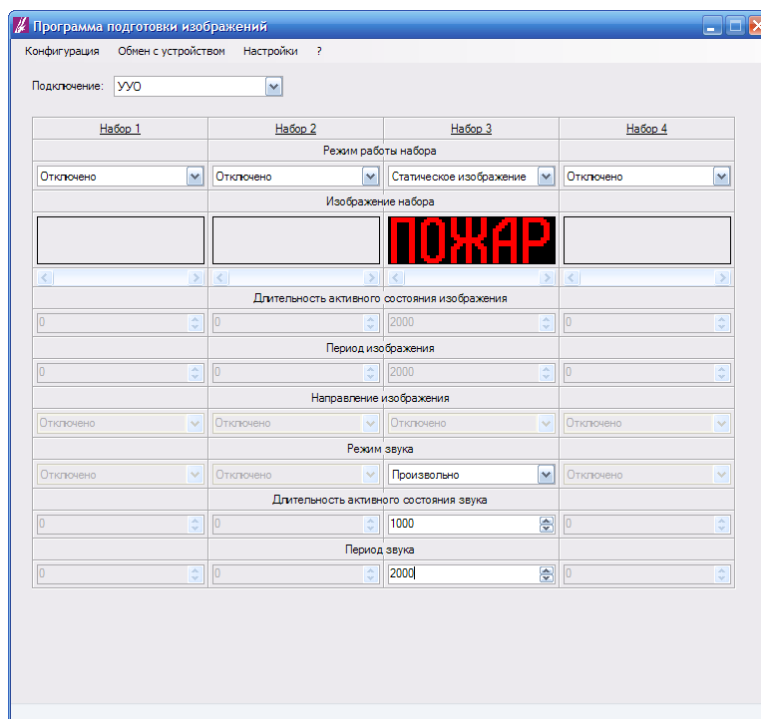 Программа подготовки изображений
Конфигурация Обмен с устройством Настройки ?
Подключение: УУО
Набор 1 Набор 2 Набор 3 Набор 4
Режим работы набора
Отключено Отключено Статическое изображение Отключено
Изображение набора
ПОЖАР
Длительность активного состояния изображения
0 0 2000 0
Период изображения
0 0 2000 0
Направление изображения
Отключено Отключено Отключено Отключено
Режим звука
Отключено Отключено Произвольно Отключено
Длительность активного состояния звука
0 0 1000 0
Период звука
0 0 2000 0